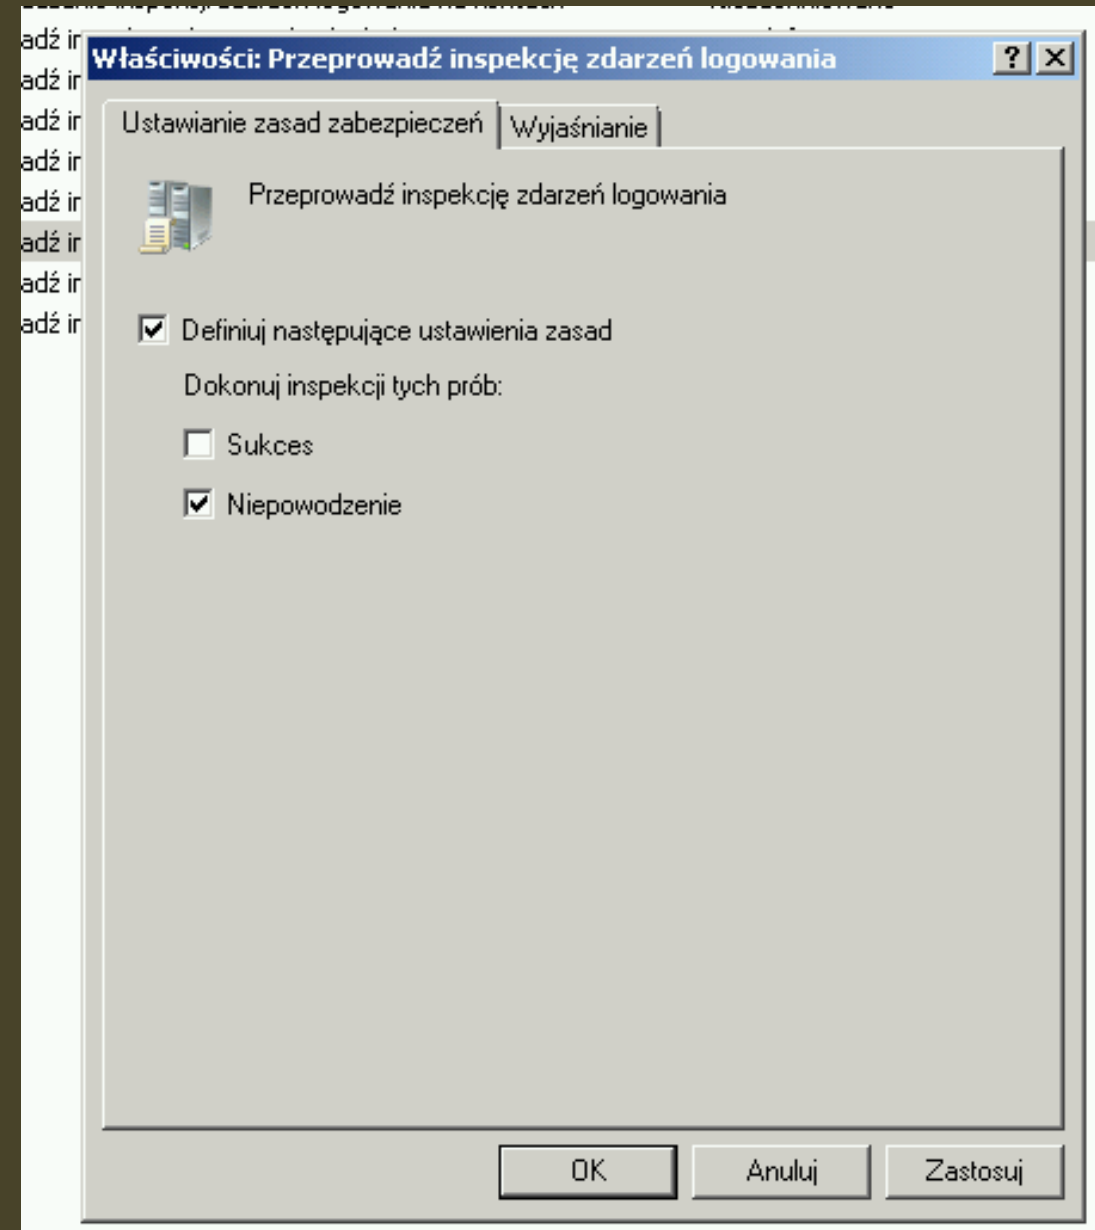 adź ir
Właściwości: Przeprowadź inspekcję zdarzeń logowania
? X
adź ir
adź ir
Ustawianie zasad zabezpieczeń
Wyjaśnianie
adź ir
adź ir
Przeprowadź inspekcję zdarzeń logowania
adź ir
adź ir
adź ir
Definiuj następujące ustawienia zasad
Dokonuj inspekcji tych prób:
Sukces
Niepowodzenie
OK
Anuluj
Zastosuj